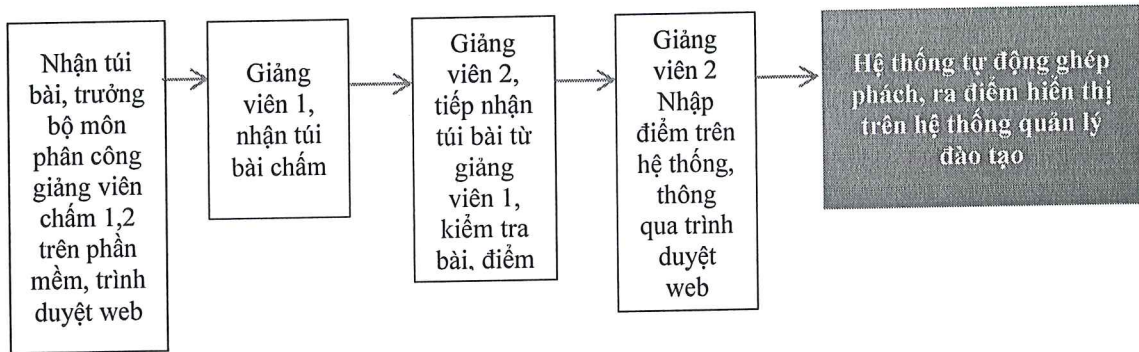 Nhận túi
bài, trưởng
bộ môn
phân công
giảng viên
chấm 1,2
trên phần
mềm, trình
duyệt web
Giảng
viên 1,
nhận túi
bài chấm
Giảng
viên 2,
tiếp nhận
túi bài từ
giảng
viên 1,
kiểm tra
bài, điểm
Giảng
viên 2
Nhập
điểm trên
hệ thống,
thông
qua trình
duyệt
web
Hệ thống tự động ghép
phách, ra điểm hiển thị
trên hệ thống quản lý
đào tạo